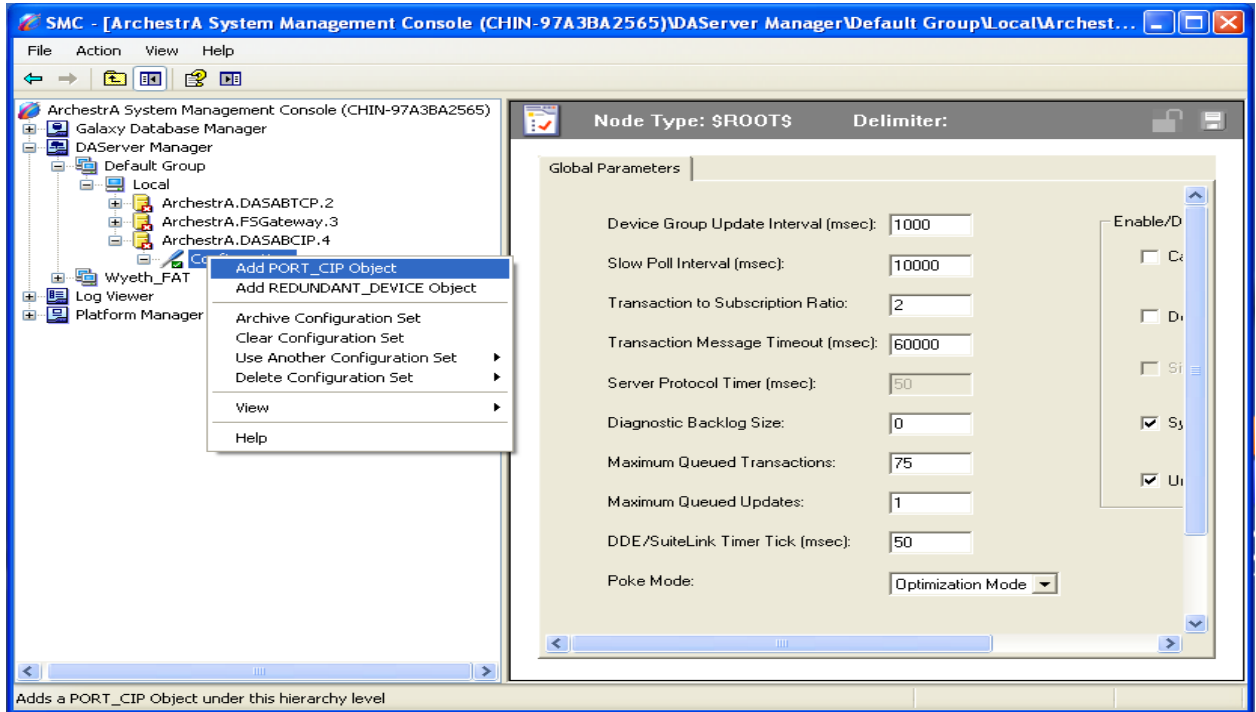 SMC - [ArchestrA System Management Console (CHIN-97A3BA2565)\DAServer Manager\Default Group\Local\Archest...
File Action View Help
ArchestrA System Management Console (CHIN-97A3BA2565)
Galaxy Database Manager
DAServer Manager
Default Group
Local
ArchestrA.DASABTCP.2
ArchestrA.FSGateway.3
ArchestrA.DASABCIP.4
Wyeth_FAT
Log Viewer
Platform Manager
Add PORT_CIP Object
Add REDUNDANT_DEVICE Object
Archive Configuration Set
Clear Configuration Set
Use Another Configuration Set
Delete Configuration Set
View
Help
Node Type: $ROOT$ Delimiter:
Global Parameters
Device Group Update Interval (msec): 1000
Slow Poll Interval (msec): 10000
Transaction to Subscription Ratio: 2
Transaction Message Timeout (msec): 60000
Server Protocol Timer (msec): 50
Diagnostic Backlog Size: 0
Maximum Queued Transactions: 75
Maximum Queued Updates: 1
DDE/SuiteLink Timer Tick (msec): 50
Poke Mode: Optimization Mode
Enable/D
Sy
Adds a PORT_CIP Object under this hierarchy level